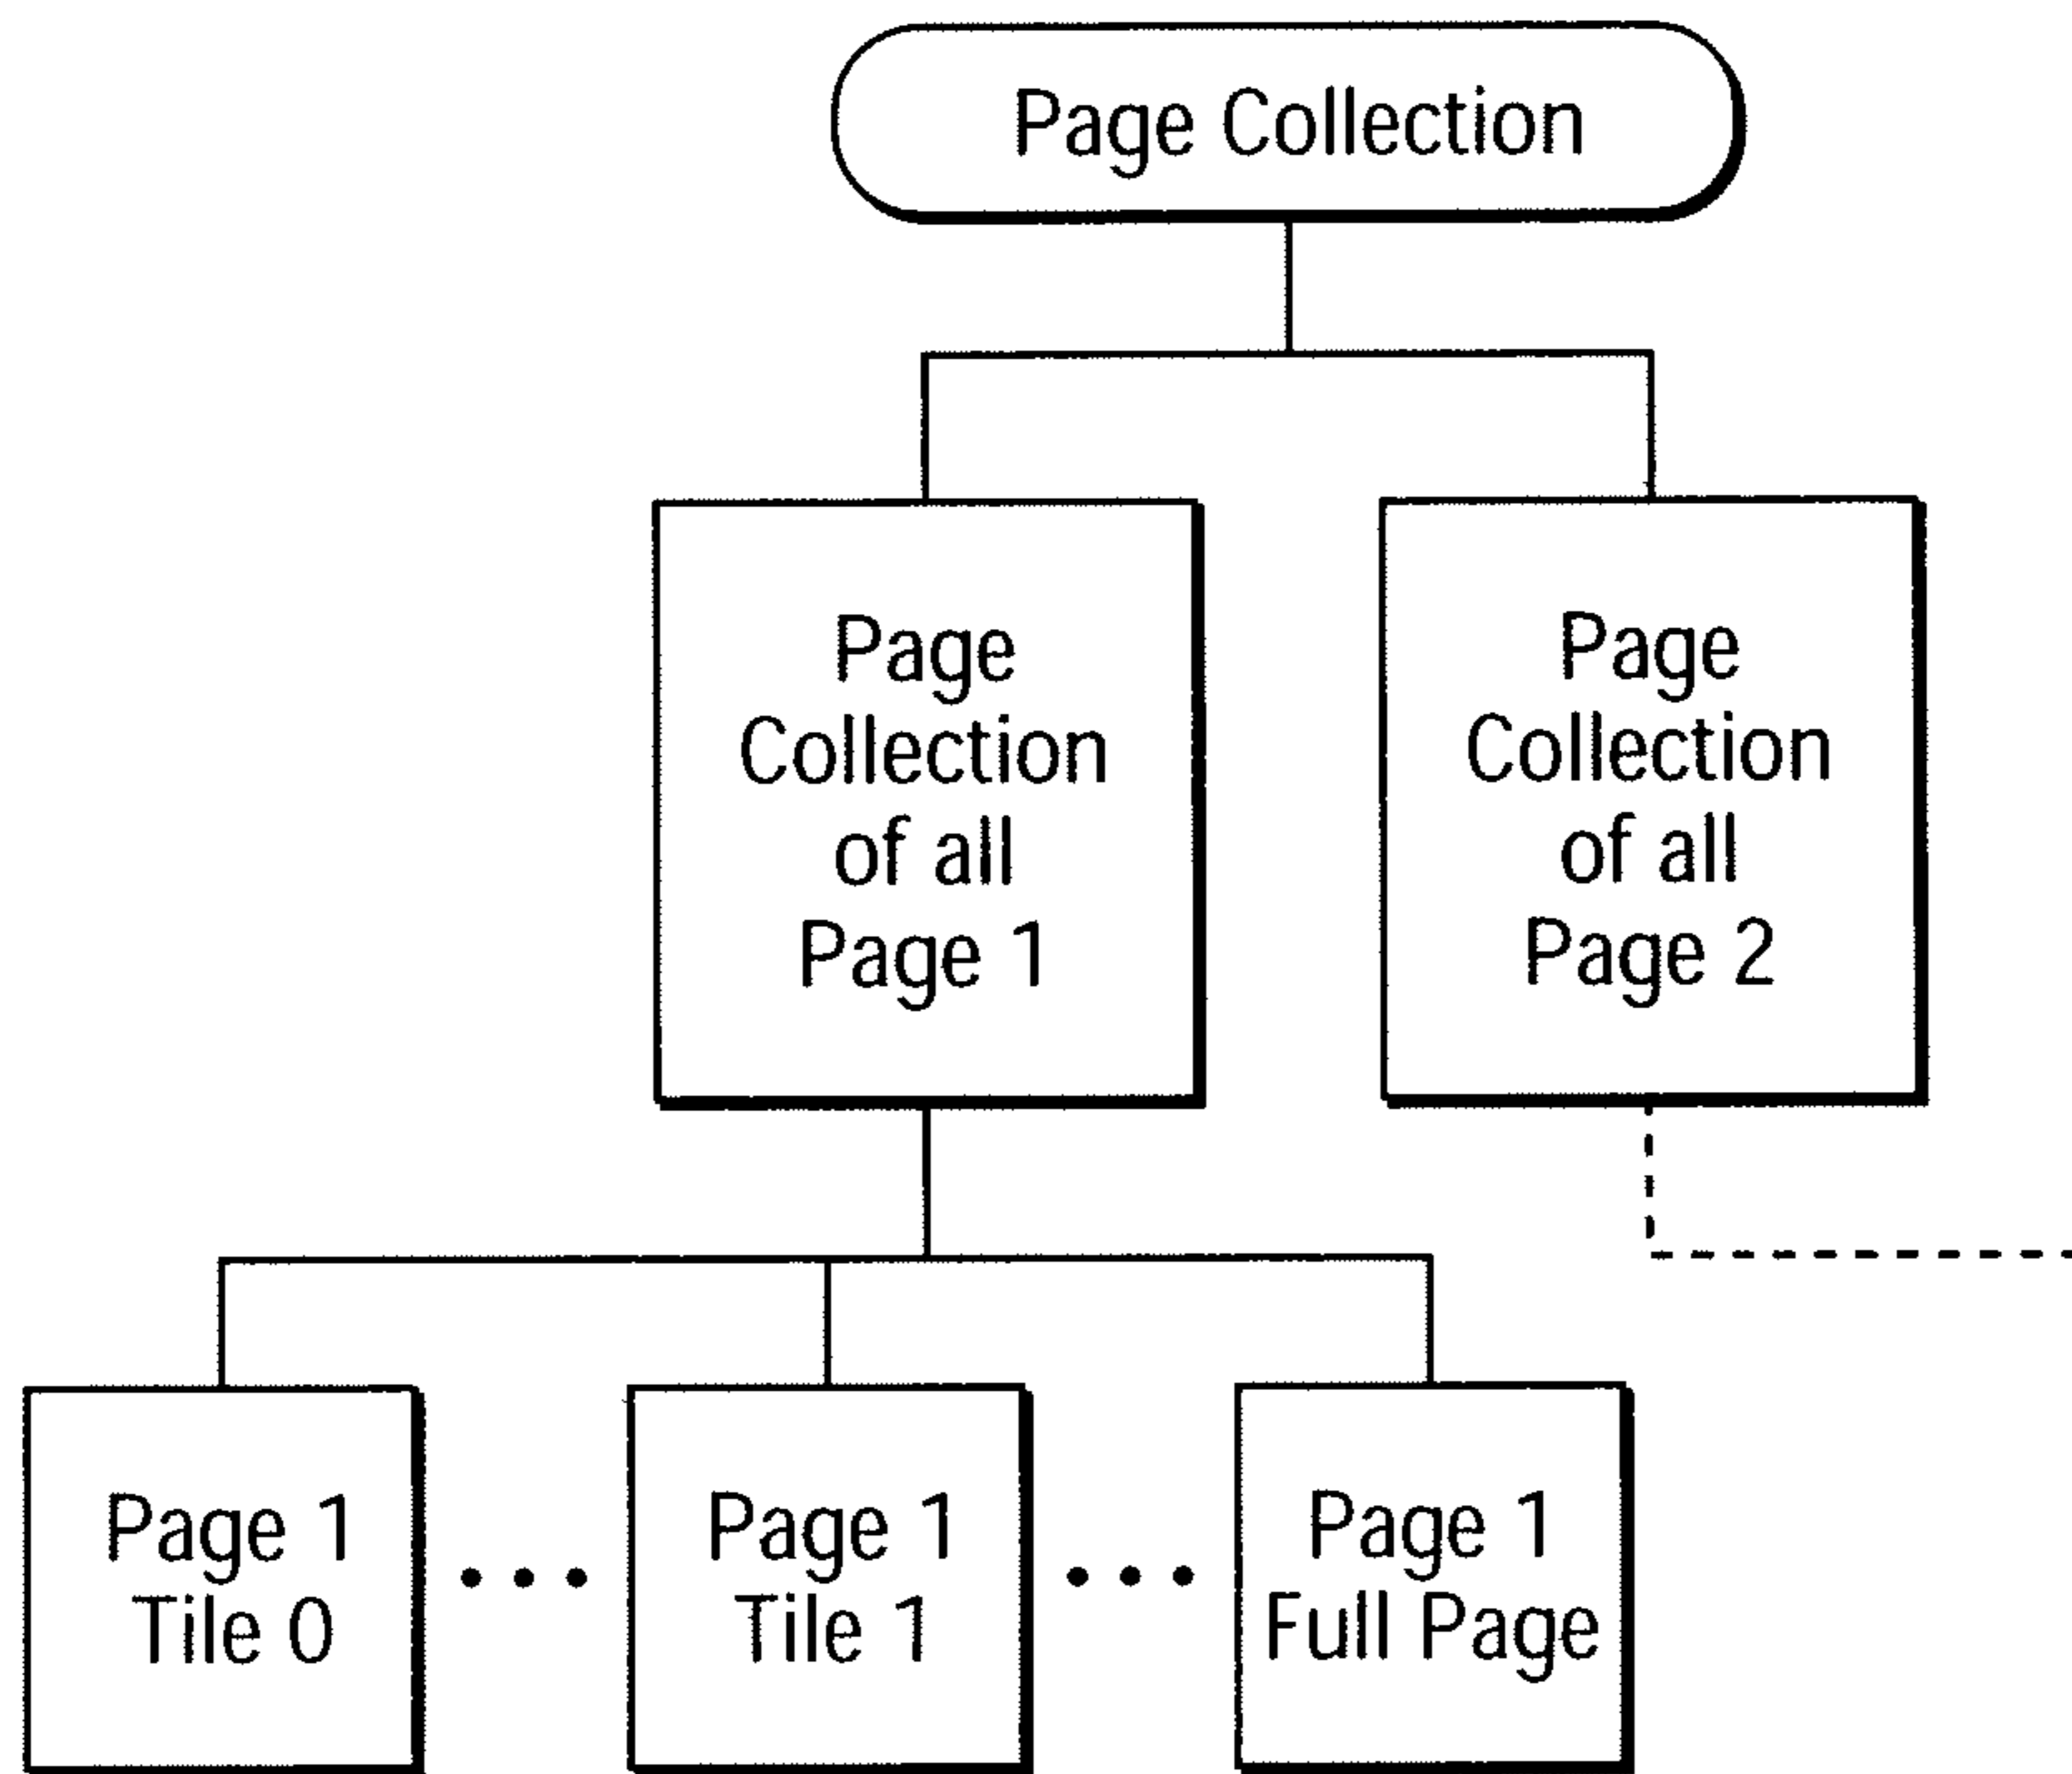 Page Collection
Page
Collection
of all
Page 1
Page
Collection
of all
Page 2
Page 1
Tile 0
Page 1
Tile 1
Page 1
Full Page